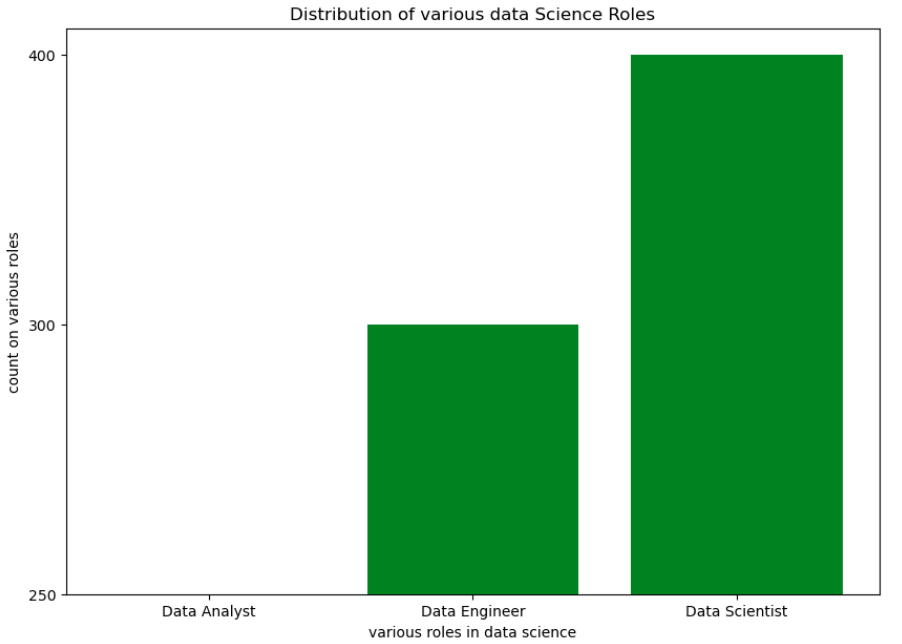 Distribution of various data Science Roles
400
300
250
count on various roles
Data Analyst Data Engineer Data Scientist
various roles in data science